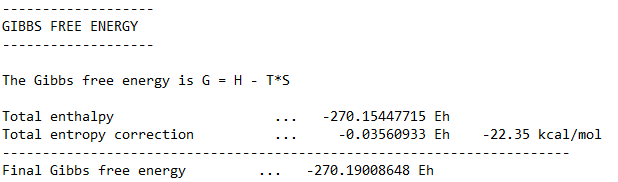 -------------------
GIBBS FREE ENERGY
-------------------
The Gibbs free energy is G = H - T*S
Total enthalpy ... -270.15447715 Eh
Total entropy correction ... -0.03560933 Eh -22.35 kcal/mol
-----------------------------------------------------------------------
Final Gibbs free energy ... -270.19008648 Eh